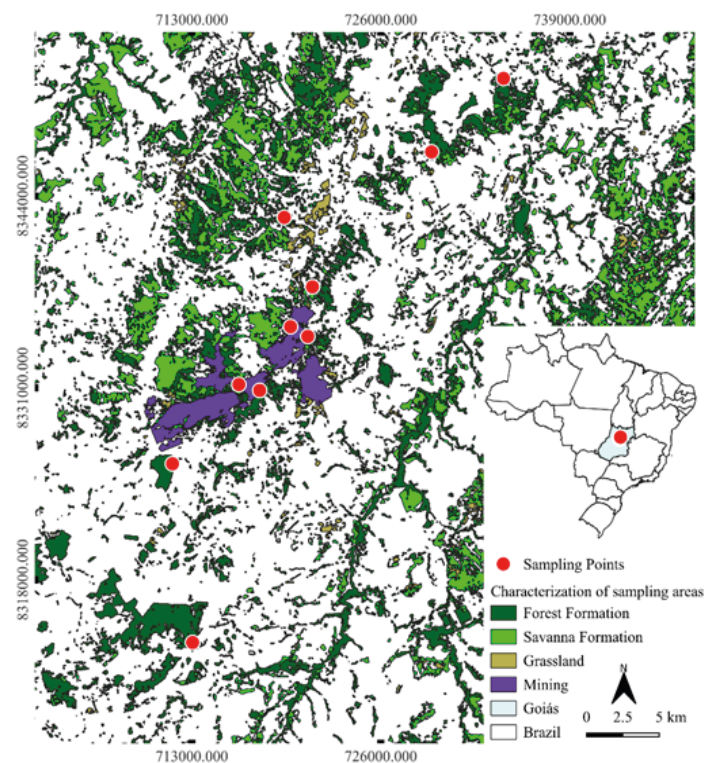 713000.000 726000.000 739000.000
8344000.000
8331000.000
8318000.000
Sampling Points
Characterization of sampling areas
Forest Formation
Savanna Formation
Grassland
Mining
Goiás
Brazil
N
0 2.5 5 km
713000.000 726000.000